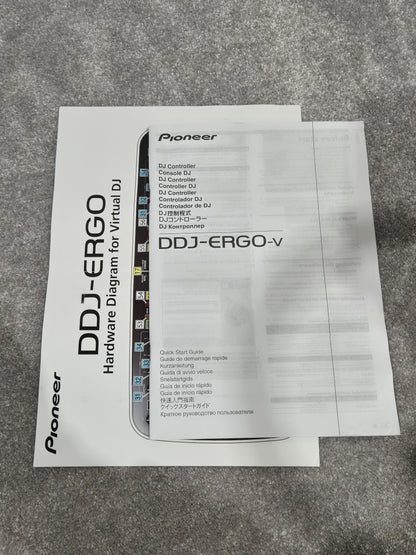 Pioneer
DJ Controller
Console DJ
DJ Controller
Controller DJ
DJ Controller
Controlador DJ
Controlador de DJ
DJ控制程式
DJコントローラー
DJ Контроллер
DDJ-ERGO-V
Quick Start Guide
Guide de démarrage rapide
Kurzanleitung
Guida di avvio veloce
Snelstartgids
Guía de inicio rápido
Guia de início rápido
快速入門指南
クイックスタートガイド
Краткое руководство пользователя
Pioneer
DDJ-ERGO
Hardware Diagram for Virtual DJ